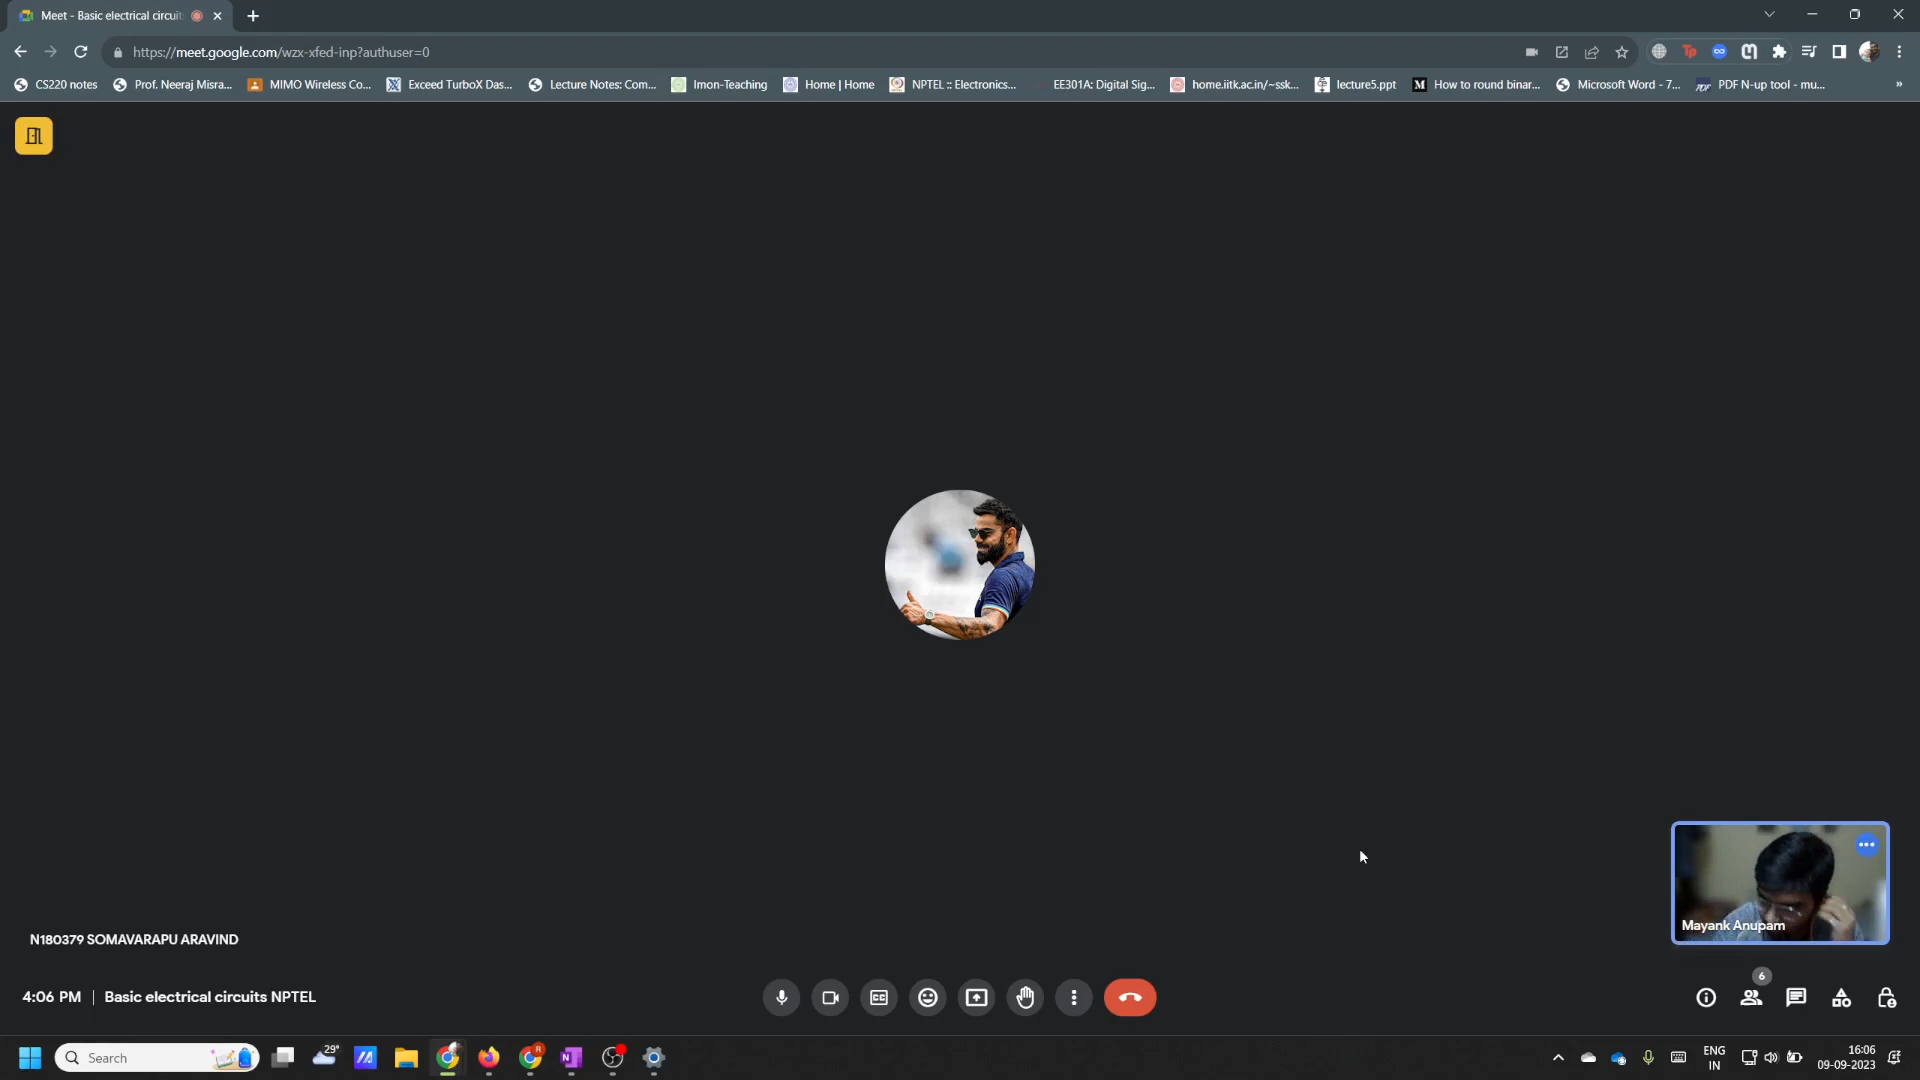 Meet - Basic electrical circuit
https://meet.google.com/wzx-xfed-inp?authuser=0
CS220 notes
Prof. Neeraj Misra...
MIMO Wireless Co...
Exceed TurboX Das...
Lecture Notes: Com...
Imon-Teaching
Home | Home
NPTEL :: Electronics...
EE301A: Digital Sig...
home.iitk.ac.in/~ssk...
lecture5.ppt
M
How to round binar...
Microsoft Word - 7...
PDF N-up tool - mu...
»
Mayank Anupam
N180379 SOMAVARAPU ARAVIND
6
4:06 PM | Basic electrical circuits NPTEL
CC
Search
29°
R
N
ENG
IN
16:06
09-09-2023